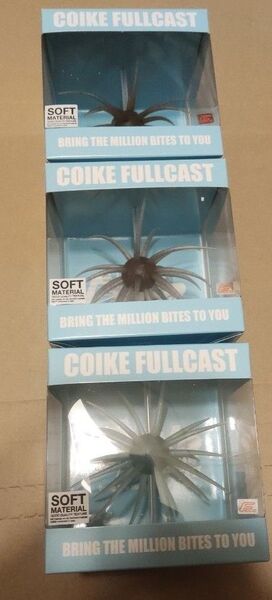 COIKE FULLCAST
SOFT
MATERIAL
BRING THE MILLION BITES TO YOU
COIKE FULLCAST
SOFT
MATERIAL
BRING THE MILLION BITES TO YOU
COIKE FULLCAST
SOFT
MATERIAL
BRING THE MILLION BITES TO YOU